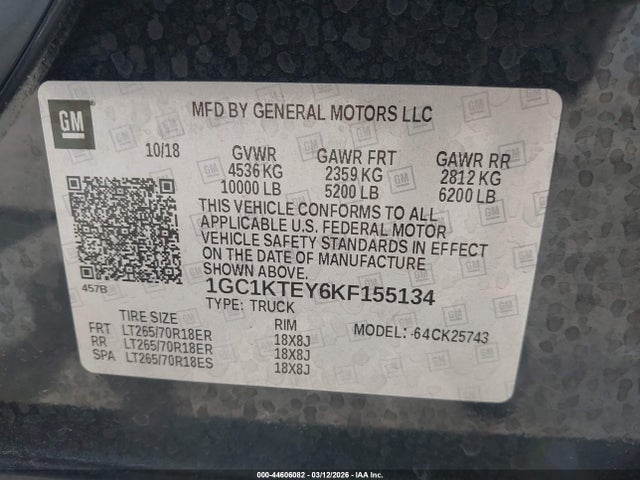 GM
MFD BY GENERAL MOTORS LLC
10/18 GVWR GAWR FRT GAWR RR
4536 KG 2359 KG 2812 KG
10000 LB 5200 LB 6200 LB
THIS VEHICLE CONFORMS TO ALL
APPLICABLE U.S. FEDERAL MOTOR
VEHICLE SAFETY STANDARDS IN EFFECT
ON THE DATE OF MANUFACTURE
SHOWN ABOVE.
457B
1GC1KTEY6KF155134
TYPE: TRUCK
TIRE SIZE RIM MODEL: -64CK25743
FRT LT265/70R18ER 18X8J
RR LT265/70R18ER 18X8J
SPA LT265/70R18ES 18X8J
000-44606082 - 03/12/2026 - IAA Inc.